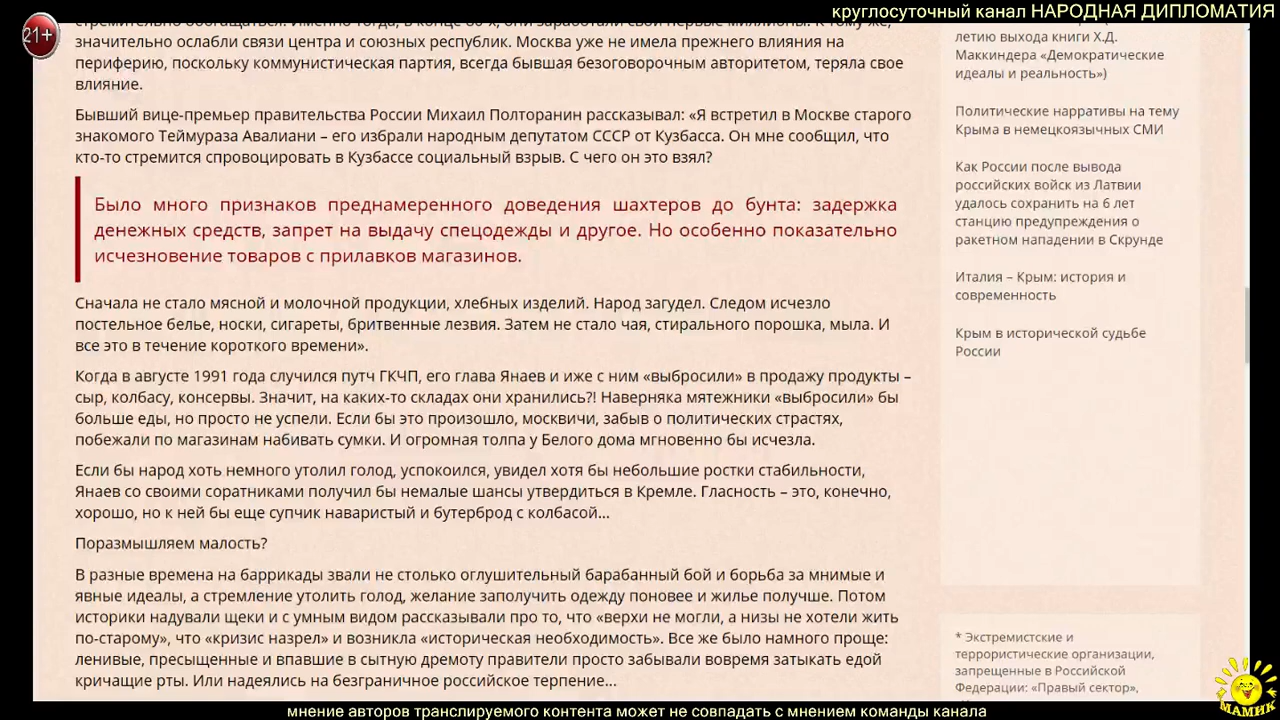 круглосуточный канал НАРОДНАЯ ДИПЛОМАТИЯ
21+
стремительно обогащаться. Именно тогда, в конце 80-х, они заработали свои первые миллионы. К тому же,
значительно ослабли связи центра и союзных республик. Москва уже не имела прежнего влияния на
периферию, поскольку коммунистическая партия, всегда бывшая безоговорочным авторитетом, теряла свое
влияние.
Бывший вице-премьер правительства России Михаил Полторанин рассказывал: «Я встретил в Москве старого
знакомого Теймураза Авалиани – его избрали народным депутатом СССР от Кузбасса. Он мне сообщил, что
кто-то стремится спровоцировать в Кузбассе социальный взрыв. С чего он это взял?
Было много признаков преднамеренного доведения шахтеров до бунта: задержка
денежных средств, запрет на выдачу спецодежды и другое. Но особенно показательно
исчезновение товаров с прилавков магазинов.
Сначала не стало мясной и молочной продукции, хлебных изделий. Народ загудел. Следом исчезло
постельное белье, носки, сигареты, бритвенные лезвия. Затем не стало чая, стирального порошка, мыла. И
все это в течение короткого времени».
Когда в августе 1991 года случился путч ГКЧП, его глава Янаев и иже с ним «выбросили» в продажу продукты –
сыр, колбасу, консервы. Значит, на каких-то складах они хранились?! Наверняка мятежники «выбросили» бы
больше еды, но просто не успели. Если бы это произошло, москвичи, забыв о политических страстях,
побежали по магазинам набивать сумки. И огромная толпа у Белого дома мгновенно бы исчезла.
Если бы народ хоть немного утолил голод, успокоился, увидел хотя бы небольшие ростки стабильности,
Янаев со своими соратниками получил бы немалые шансы утвердиться в Кремле. Гласность – это, конечно,
хорошо, но к ней бы еще супчик наваристый и бутерброд с колбасой...
Поразмышляем малость?
В разные времена на баррикады звали не столько оглушительный барабанный бой и борьба за мнимые и
явные идеалы, а стремление утолить голод, желание заполучить одежду поновее и жилье получше. Потом
историки надували щеки и с умным видом рассказывали про то, что «верхи не могли, а низы не хотели жить
по-старому», что «кризис назрел» и возникла «историческая необходимость». Все же было намного проще:
ленивые, пресыщенные и впавшие в сытную дремоту правители просто забывали вовремя затыкать едой
кричащие рты. Или надеялись на безграничное российское терпение...
летию выхода книги Х.Д.
Маккиндера «Демократические
идеалы и реальность»)
Политические нарративы на тему
Крыма в немецкоязычных СМИ
Как России после вывода
российских войск из Латвии
удалось сохранить на 6 лет
станцию предупреждения о
ракетном нападении в Скрунде
Италия – Крым: история и
современность
Крым в исторической судьбе
России
* Экстремистские и
террористические организации,
запрещенные в Российской
Федерации: «Правый сектор»,
МАМИК
мнение авторов транслируемого контента может не совпадать с мнением команды канала